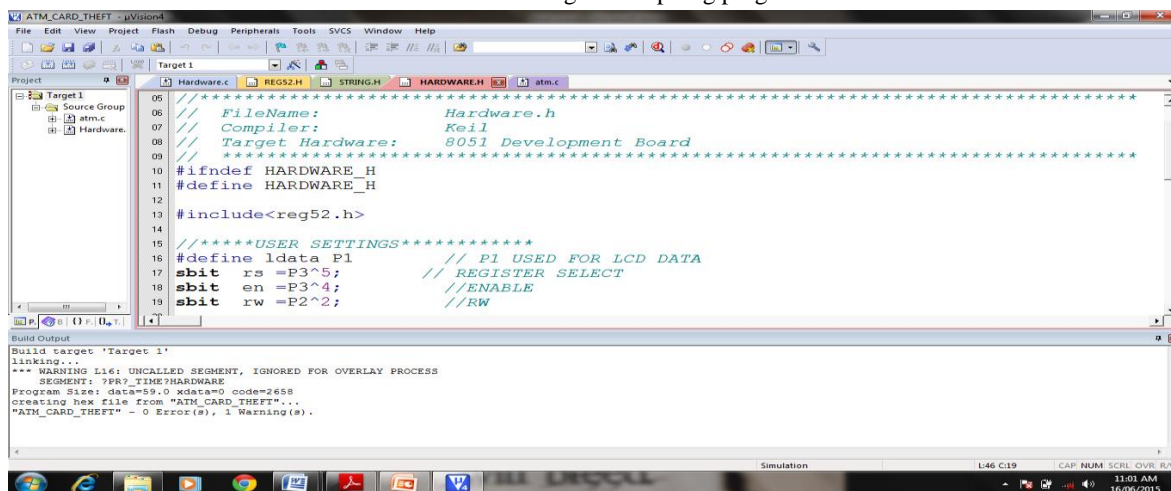 ATM_CARD_THEFT - µVision4
File Edit View Project Flash Debug Peripherals Tools SVCS Window Help
Target 1
Project
Hardware.c REG52.H STRING.H HARDWARE.H atm.c
Target 1
Source Group
atm.c
Hardware.
05 //*********************************************************************
06 // FileName: Hardware.h
07 // Compiler: Keil
08 // Target Hardware: 8051 Development Board
09 // ********************************************************************
10 #ifndef HARDWARE_H
11 #define HARDWARE_H
12
13 #include<reg52.h>
14
15 //*****USER SETTINGS************
16 #define ldata P1 // P1 USED FOR LCD DATA
17 sbit rs =P3^5; // REGISTER SELECT
18 sbit en =P3^4; //ENABLE
19 sbit rw =P2^2; //RW
P. B {} F. 0 T.
Build Output
Build target 'Target 1'
linking...
*** WARNING L16: UNCALLED SEGMENT, IGNORED FOR OVERLAY PROCESS
SEGMENT: ?PR?_TIME?HARDWARE
Program Size: data=59.0 xdata=0 code=2658
creating hex file from "ATM_CARD_THEFT"...
"ATM_CARD_THEFT" - 0 Error(s), 1 Warning(s).
Simulation L:46 C:19 CAP NUM SCRL OVR R/
11:01 AM
16/06/2015